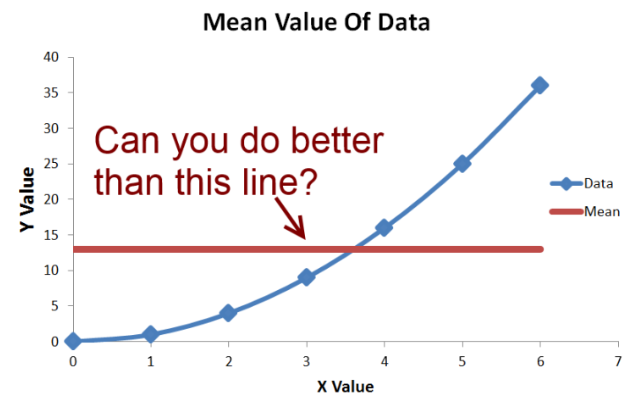 Mean Value Of Data
40
35
30
25
20
15
10
5
0
Y Value
Can you do better
than this line?
Data
Mean
0 1 2 3 4 5 6 7
X Value